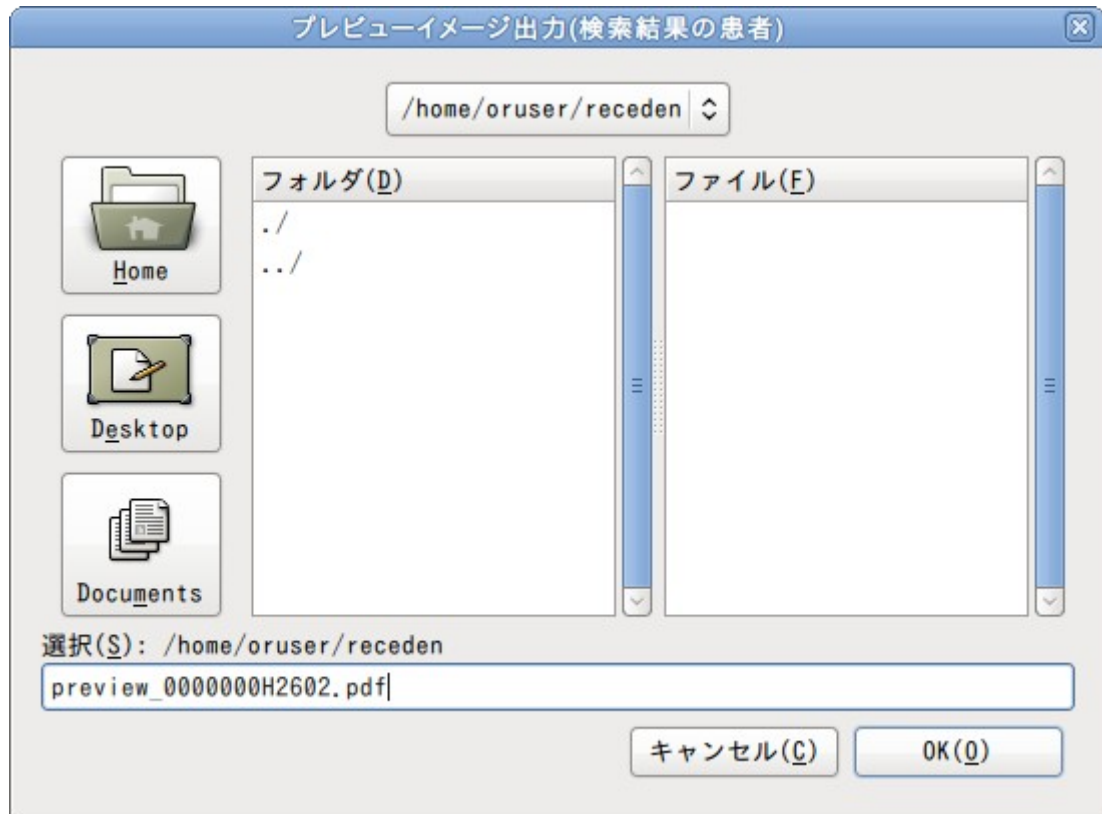 プレビューイメージ出力(検索結果の患者)
/home/oruser/receden
フォルダ(D)
./
../
ファイル(F)
Home
Desktop
Documents
選択(S): /home/oruser/receden
preview_0000000H2602.pdf
キャンセル(C)
OK(O)